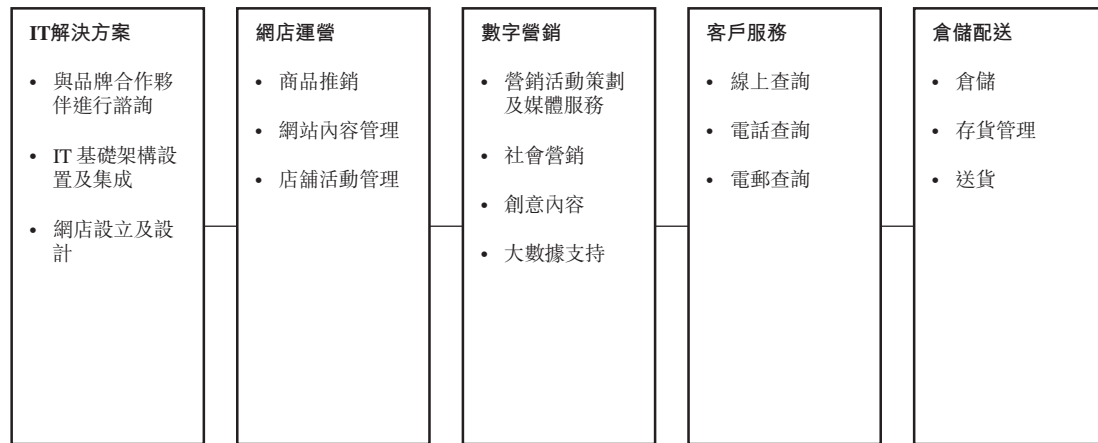 IT解決方案
• 與品牌合作夥
伴進行諮詢
• IT 基礎架構設
置及集成
• 網店設立及設
計
網店運營
• 商品推銷
• 網站內容管理
• 店舖活動管理
數字營銷
• 營銷活動策劃
及媒體服務
• 社會營銷
• 創意內容
• 大數據支持
客戶服務
• 線上查詢
• 電話查詢
• 電郵查詢
倉儲配送
• 倉儲
• 存貨管理
• 送貨